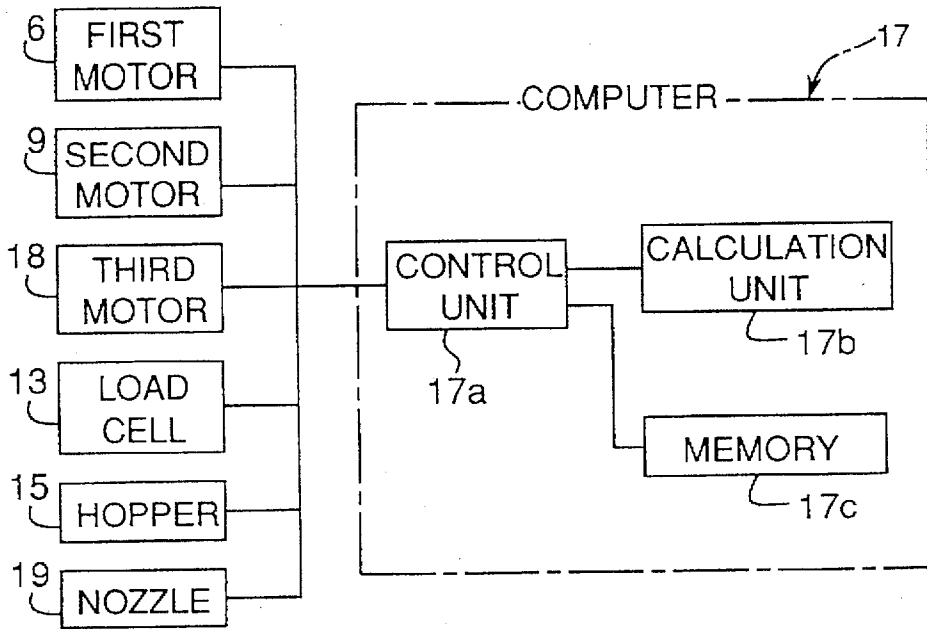 6
FIRST
MOTOR
9
SECOND
MOTOR
18
THIRD
MOTOR
13
LOAD
CELL
15
HOPPER
19
NOZZLE
17
COMPUTER
CONTROL
UNIT
17a
CALCULATION
UNIT
17b
MEMORY
17c